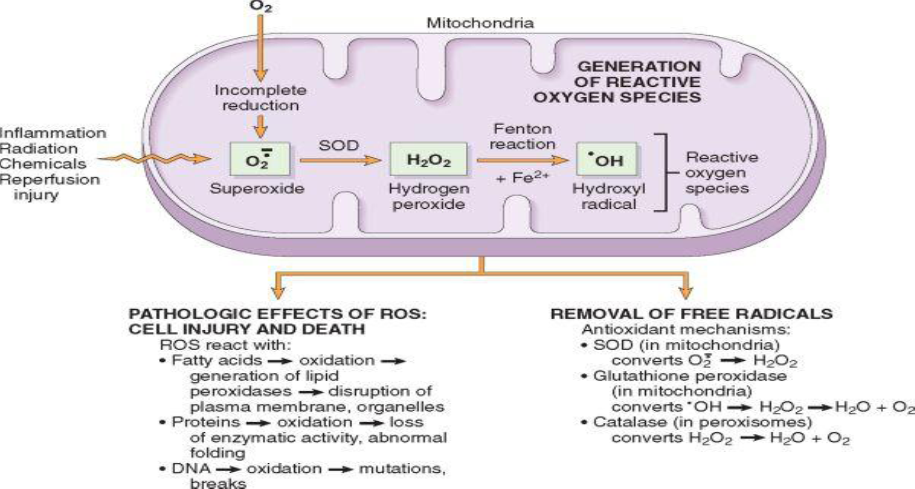 O₂
Mitochondria
GENERATION
OF REACTIVE
OXYGEN SPECIES
Incomplete
reduction
Inflammation
Radiation
Chemicals
Reperfusion
injury
O₂•̄
Superoxide
SOD
H₂O₂
Hydrogen
peroxide
Fenton
reaction
+ Fe²⁺
•OH
Hydroxyl
radical
Reactive
oxygen
species
PATHOLOGIC EFFECTS OF ROS:
CELL INJURY AND DEATH
ROS react with:
• Fatty acids → oxidation →
generation of lipid
peroxidases → disruption of
plasma membrane, organelles
• Proteins → oxidation → loss
of enzymatic activity, abnormal
folding
• DNA → oxidation → mutations,
breaks
REMOVAL OF FREE RADICALS
Antioxidant mechanisms:
• SOD (in mitochondria)
converts O₂•̄ → H₂O₂
• Glutathione peroxidase
(in mitochondria)
converts •OH → H₂O₂ → H₂O + O₂
• Catalase (in peroxisomes)
converts H₂O₂ → H₂O + O₂